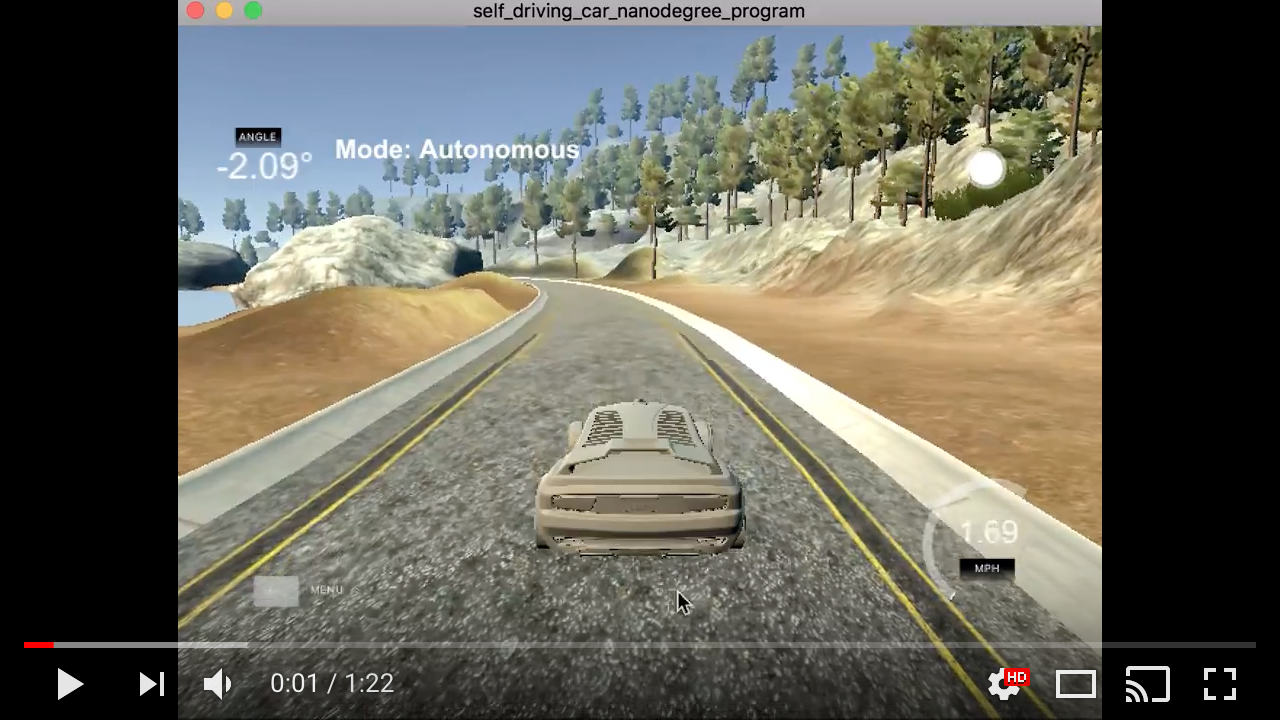 self_driving_car_nanodegree_program
ANGLE
-2.09°
Mode: Autonomous
1.69
MPH
MENU
0:01 / 1:22
HD